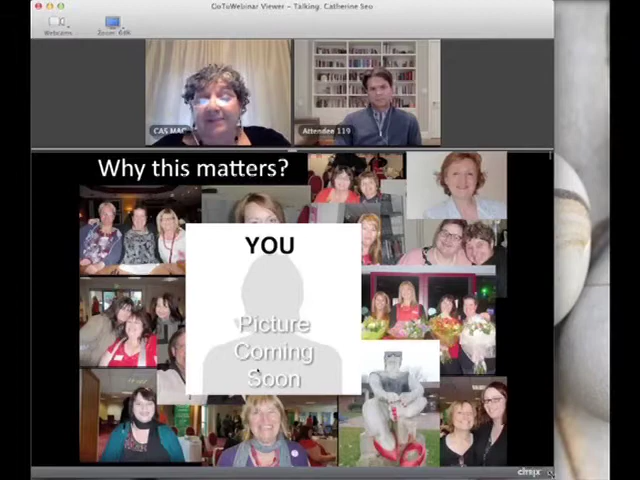 GoToWebinar Viewer – Talking: Catherine Seo
Webcams
Zoom: 64%
CAS MAC
Attendee 119
Why this matters?
YOU
Picture
Coming
Soon
CITRIX